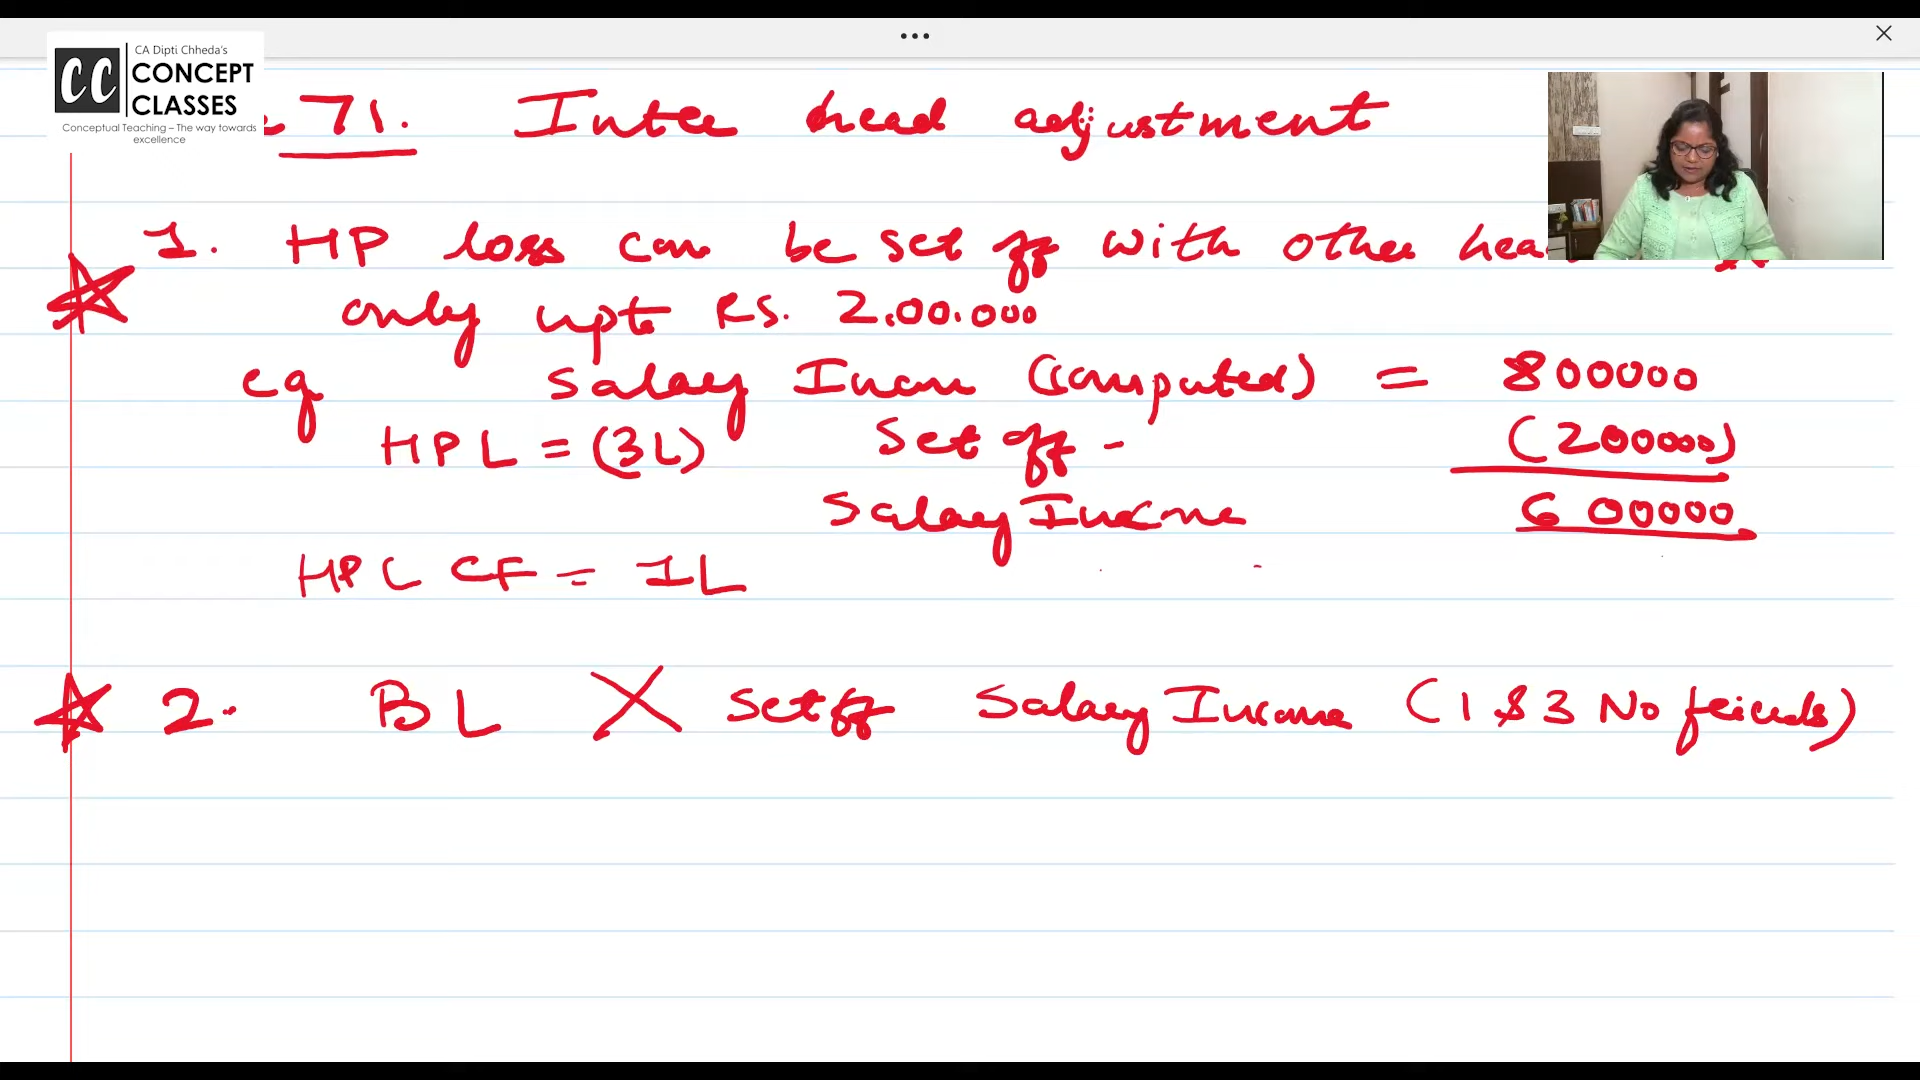 CA Dipti Chheda's
CC CONCEPT
CLASSES
Conceptual Teaching – The way towards
excellence
71. Inter head adjustment
1. HP loss can be set off with other
only upto Rs. 2,00,000
eg Salary Income (computed) = 800000
HPL = (3L) Set off - (200000)
Salary Income 600000
HPL CF = 1L
2. BL X setoff Salary Income (1 & 3 No friends)